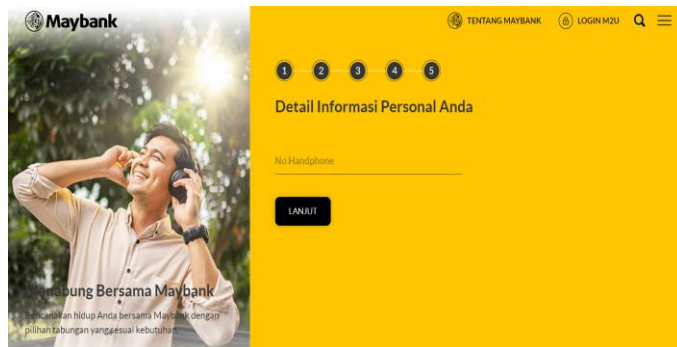 Maybank
TENTANG MAYBANK
LOGIN M2U
1 2 3 4 5
Detail Informasi Personal Anda
No Handphone
LANJUT
Menabung Bersama Maybank
Rencanakan hidup Anda bersama Maybank dengan
pilihan tabungan yang sesuai kebutuhan.